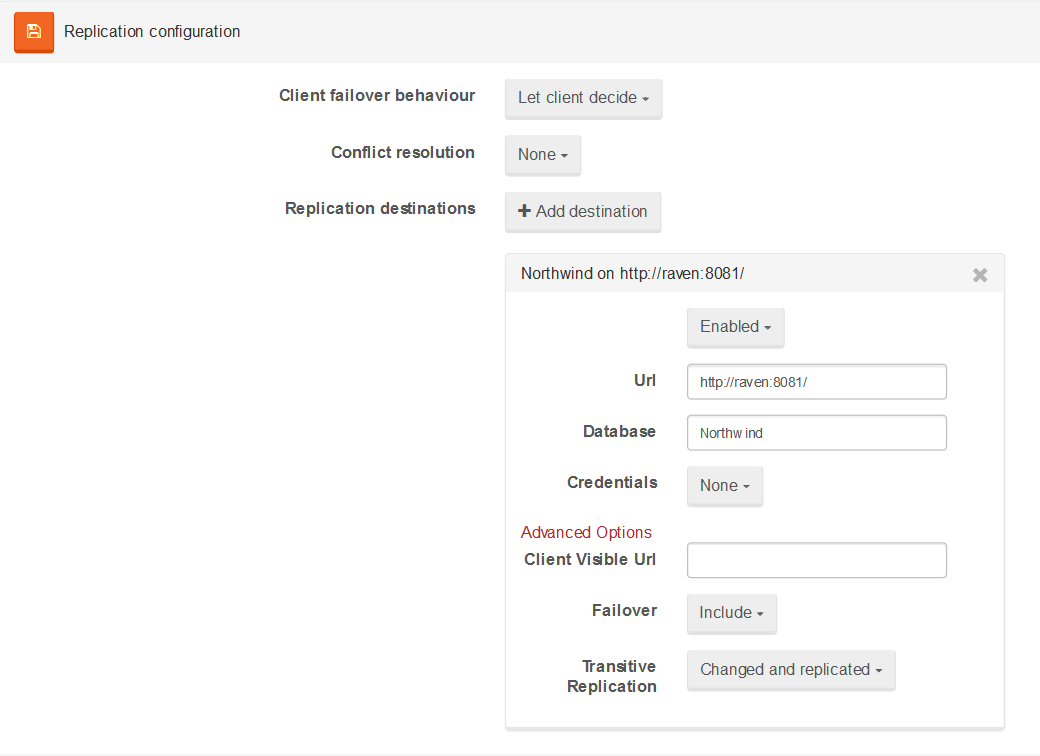 Replication configuration
Client failover behaviour
Let client decide
Conflict resolution
None
Replication destinations
Add destination
Northwind on http://raven:8081/
Enabled
Url
http://raven:8081/
Database
Northwind
Credentials
None
Advanced Options
Client Visible Url
Failover
Include
Transitive
Replication
Changed and replicated